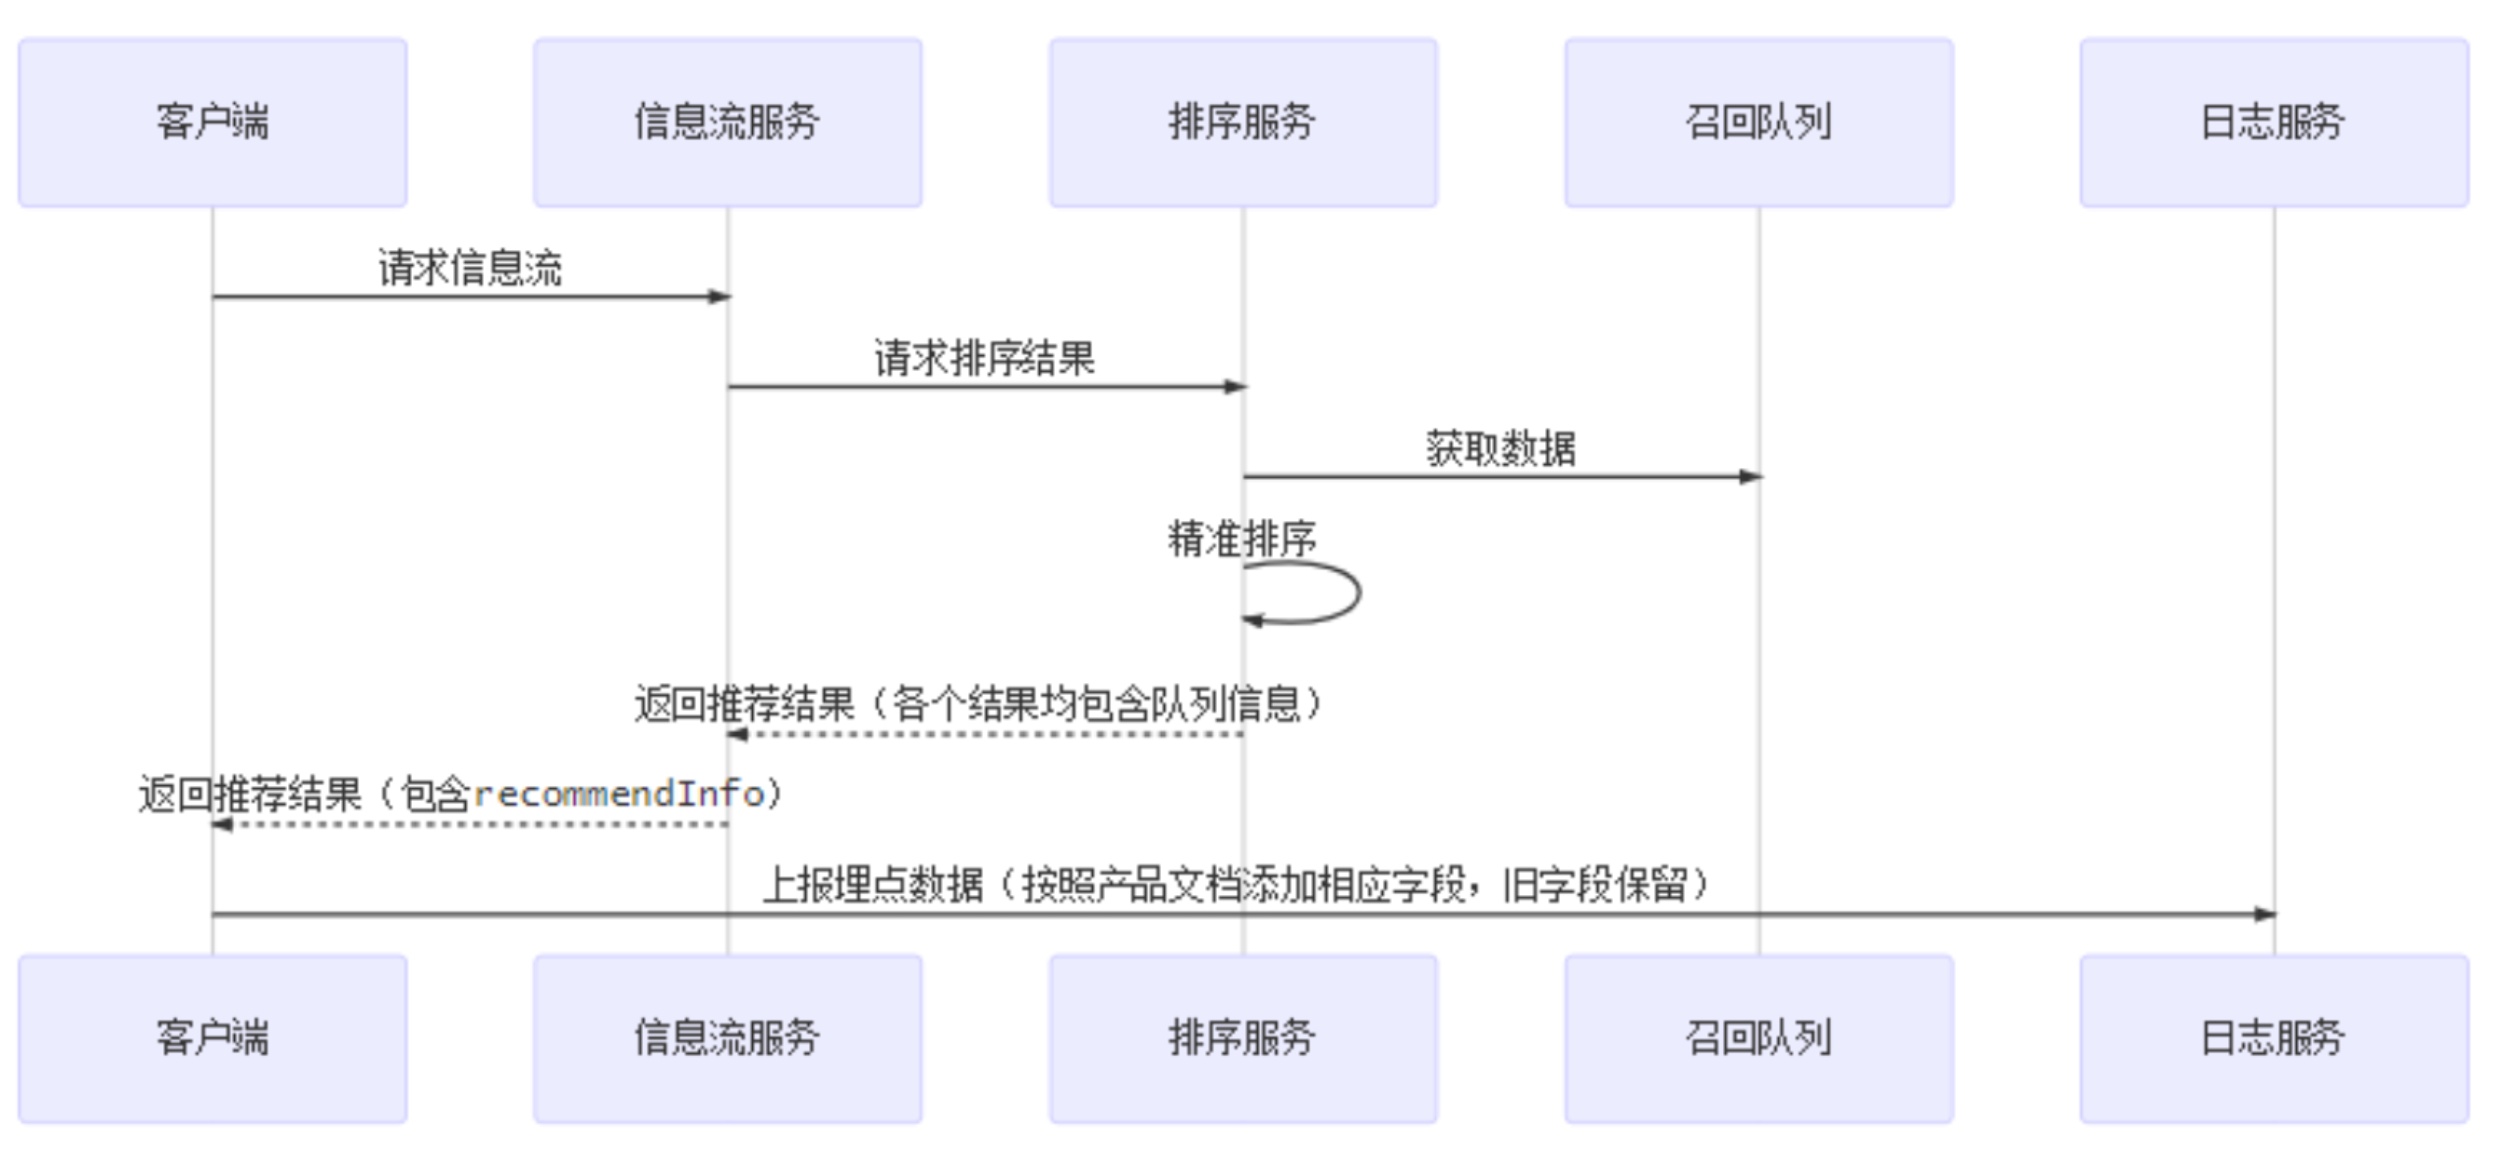 客户端
信息流服务
排序服务
召回队列
日志服务
请求信息流
请求排序结果
获取数据
精准排序
返回推荐结果（各个结果均包含队列信息）
返回推荐结果（包含recommendInfo）
上报埋点数据（按照产品文档添加相应字段，旧字段保留）
客户端
信息流服务
排序服务
召回队列
日志服务